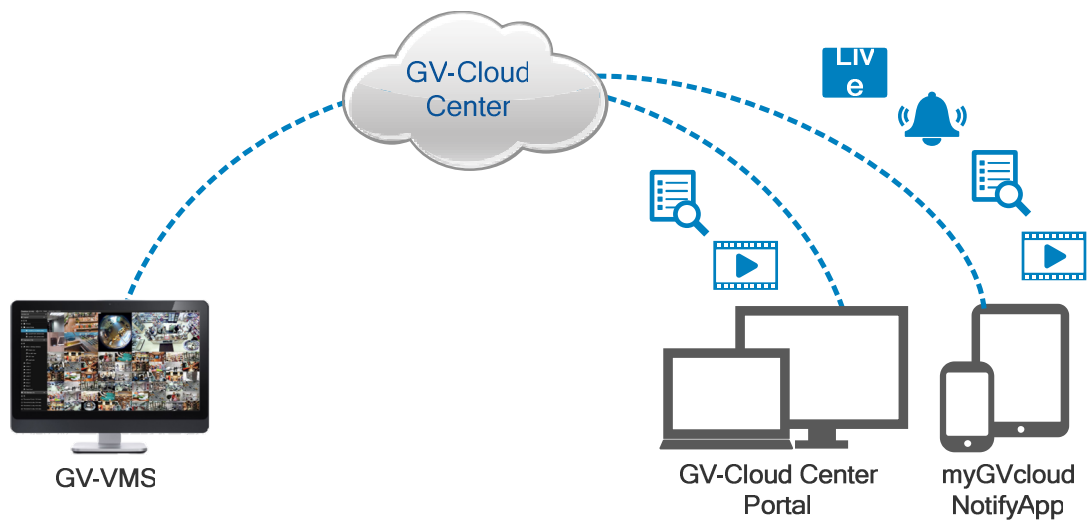 GV-Cloud
Center
Liv
e
GV-VMS
GV-Cloud Center
Portal
myGVcloud
NotifyApp